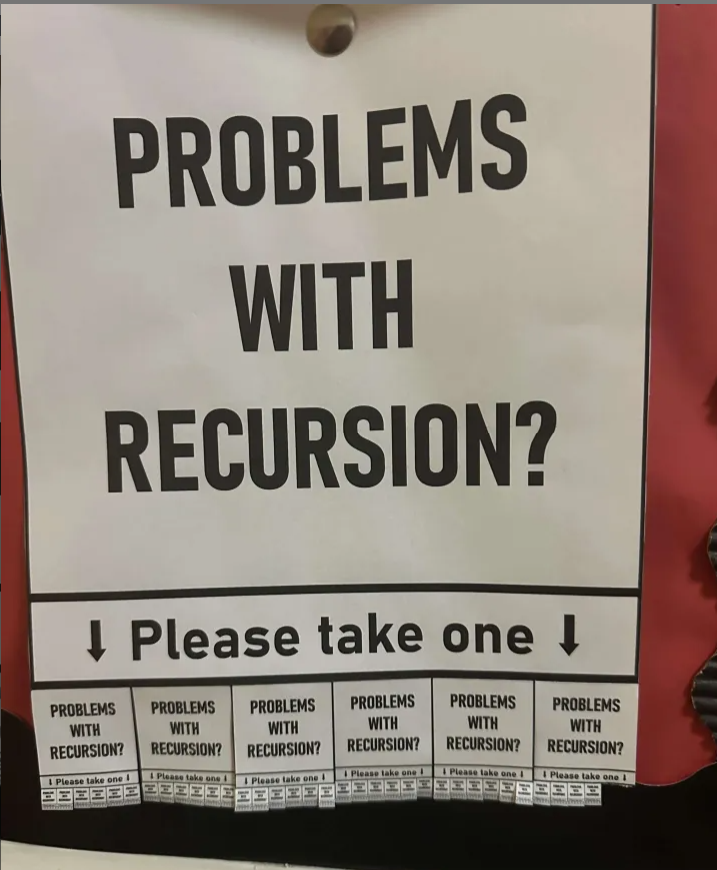 PROBLEMS
WITH
RECURSION?
↓ Please take one ↓
PROBLEMS
WITH
RECURSION?
↓ Please take one ↓
PROBLEMS
WITH
RECURSION?
↓ Please take one ↓
PROBLEMS
WITH
RECURSION?
↓ Please take one ↓
PROBLEMS
WITH
RECURSION?
↓ Please take one ↓
PROBLEMS
WITH
RECURSION?
↓ Please take one ↓
PROBLEMS
WITH
RECURSION?
↓ Please take one ↓